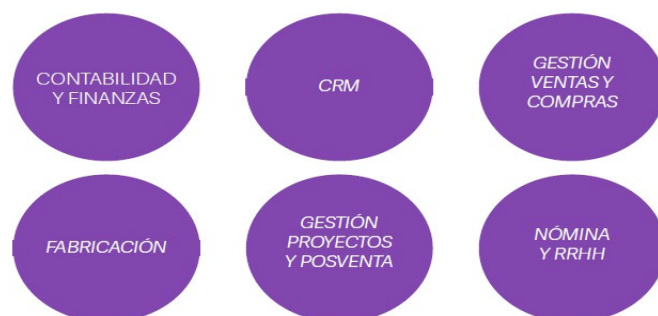 CONTABILIDAD
Y FINANZAS
CRM
GESTIÓN
VENTAS Y
COMPRAS
FABRICACIÓN
GESTIÓN
PROYECTOS
Y POSVENTA
NÓMINA
Y RRHH